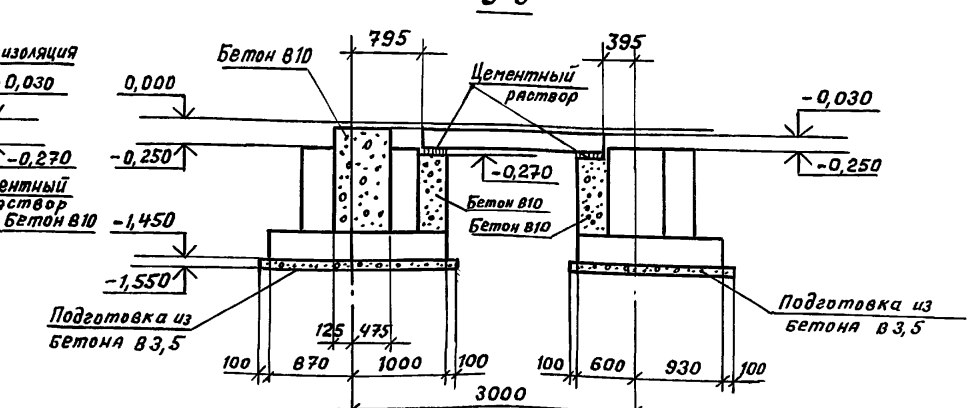 795
395
изоляция
Бетон В10
Цементный
раствор
-0,030
0,000
-0,030
-0,270
-0,250
-0,270
-0,250
ентный
створ
Бетон В10
Бетон В10
Бетон В10
-1,450
-1,550
Подготовка из
бетона В3,5
Подготовка из
бетона В3,5
125
475
100
870
1000
100
100
600
930
100
3000